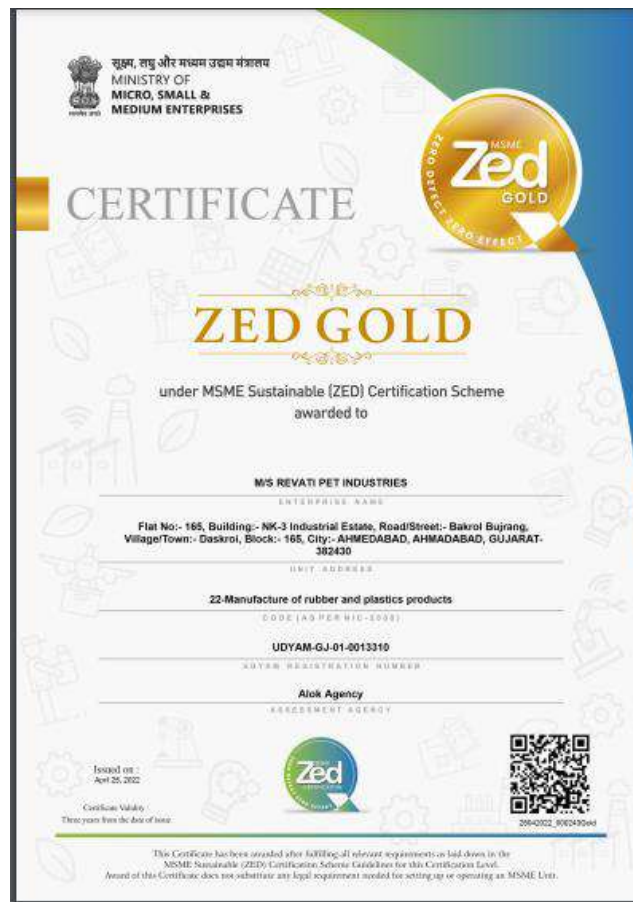 सूक्ष्म, लघु और मध्यम उद्यम मंत्रालय
MINISTRY OF
MICRO, SMALL &
MEDIUM ENTERPRISES
MSME
Zed
GOLD
ZERO DEFECT ZERO EFFECT
CERTIFICATE
ZED GOLD
under MSME Sustainable (ZED) Certification Scheme
awarded to
M/S REVATI PET INDUSTRIES
ENTERPRISE NAME
Flat No:- 165, Building:- NK-3 Industrial Estate, Road/Street:- Bakrol Bujrang,
Village/Town:- Daskroi, Block:- 165, City:- AHMEDABAD, AHMADABAD, GUJARAT-
382430
UNIT ADDRESS
22-Manufacture of rubber and plastics products
CODE (AS PER NIC-2008)
UDYAM-GJ-01-0013310
REGISTRATION NUMBER
Alok Agency
ASSESSMENT AGENCY
Issued on :
April 26, 2022
Certificate Validity
Three years from the date of issue
Zed
26042022_000243Gold
This Certificate has been awarded after fulfilling all relevant requirements as laid down in the
MSME Sustainable (ZED) Certification Scheme Guidelines for this Certification Level.
Award of this Certificate does not substitute any legal requirement needed for setting up or operating an MSME Unit.